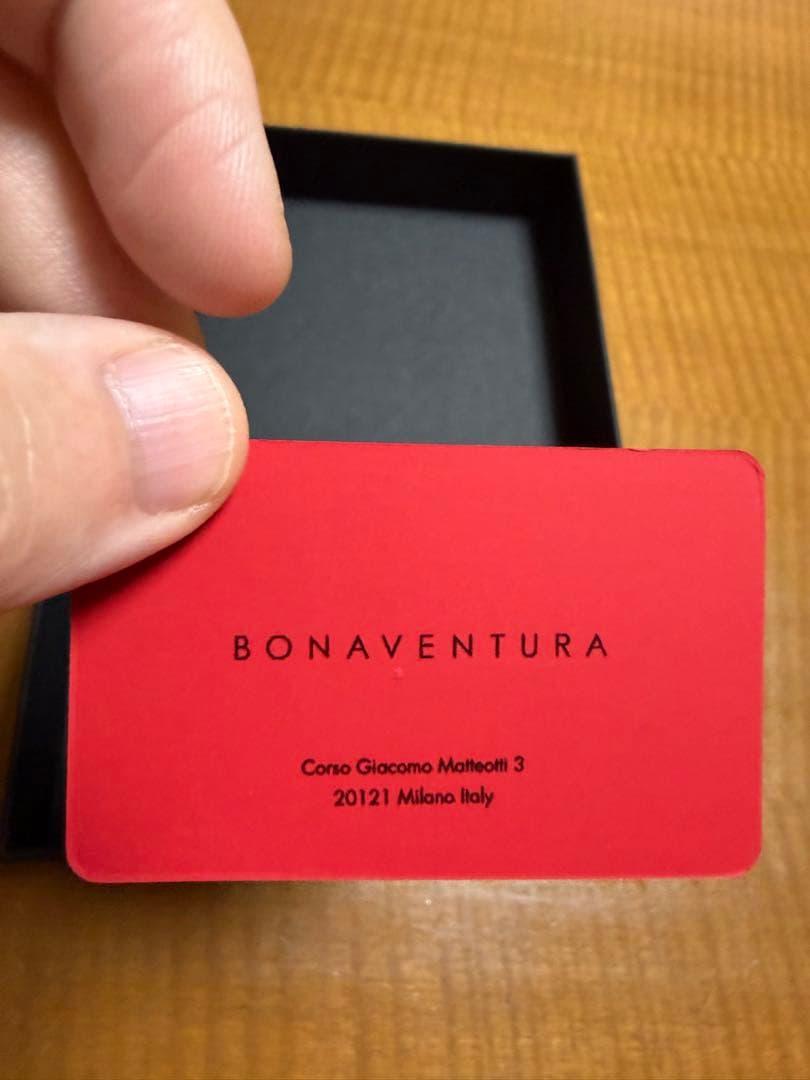 BONAVENTURA
Corso Giacomo Matteotti 3
20121 Milano Italy